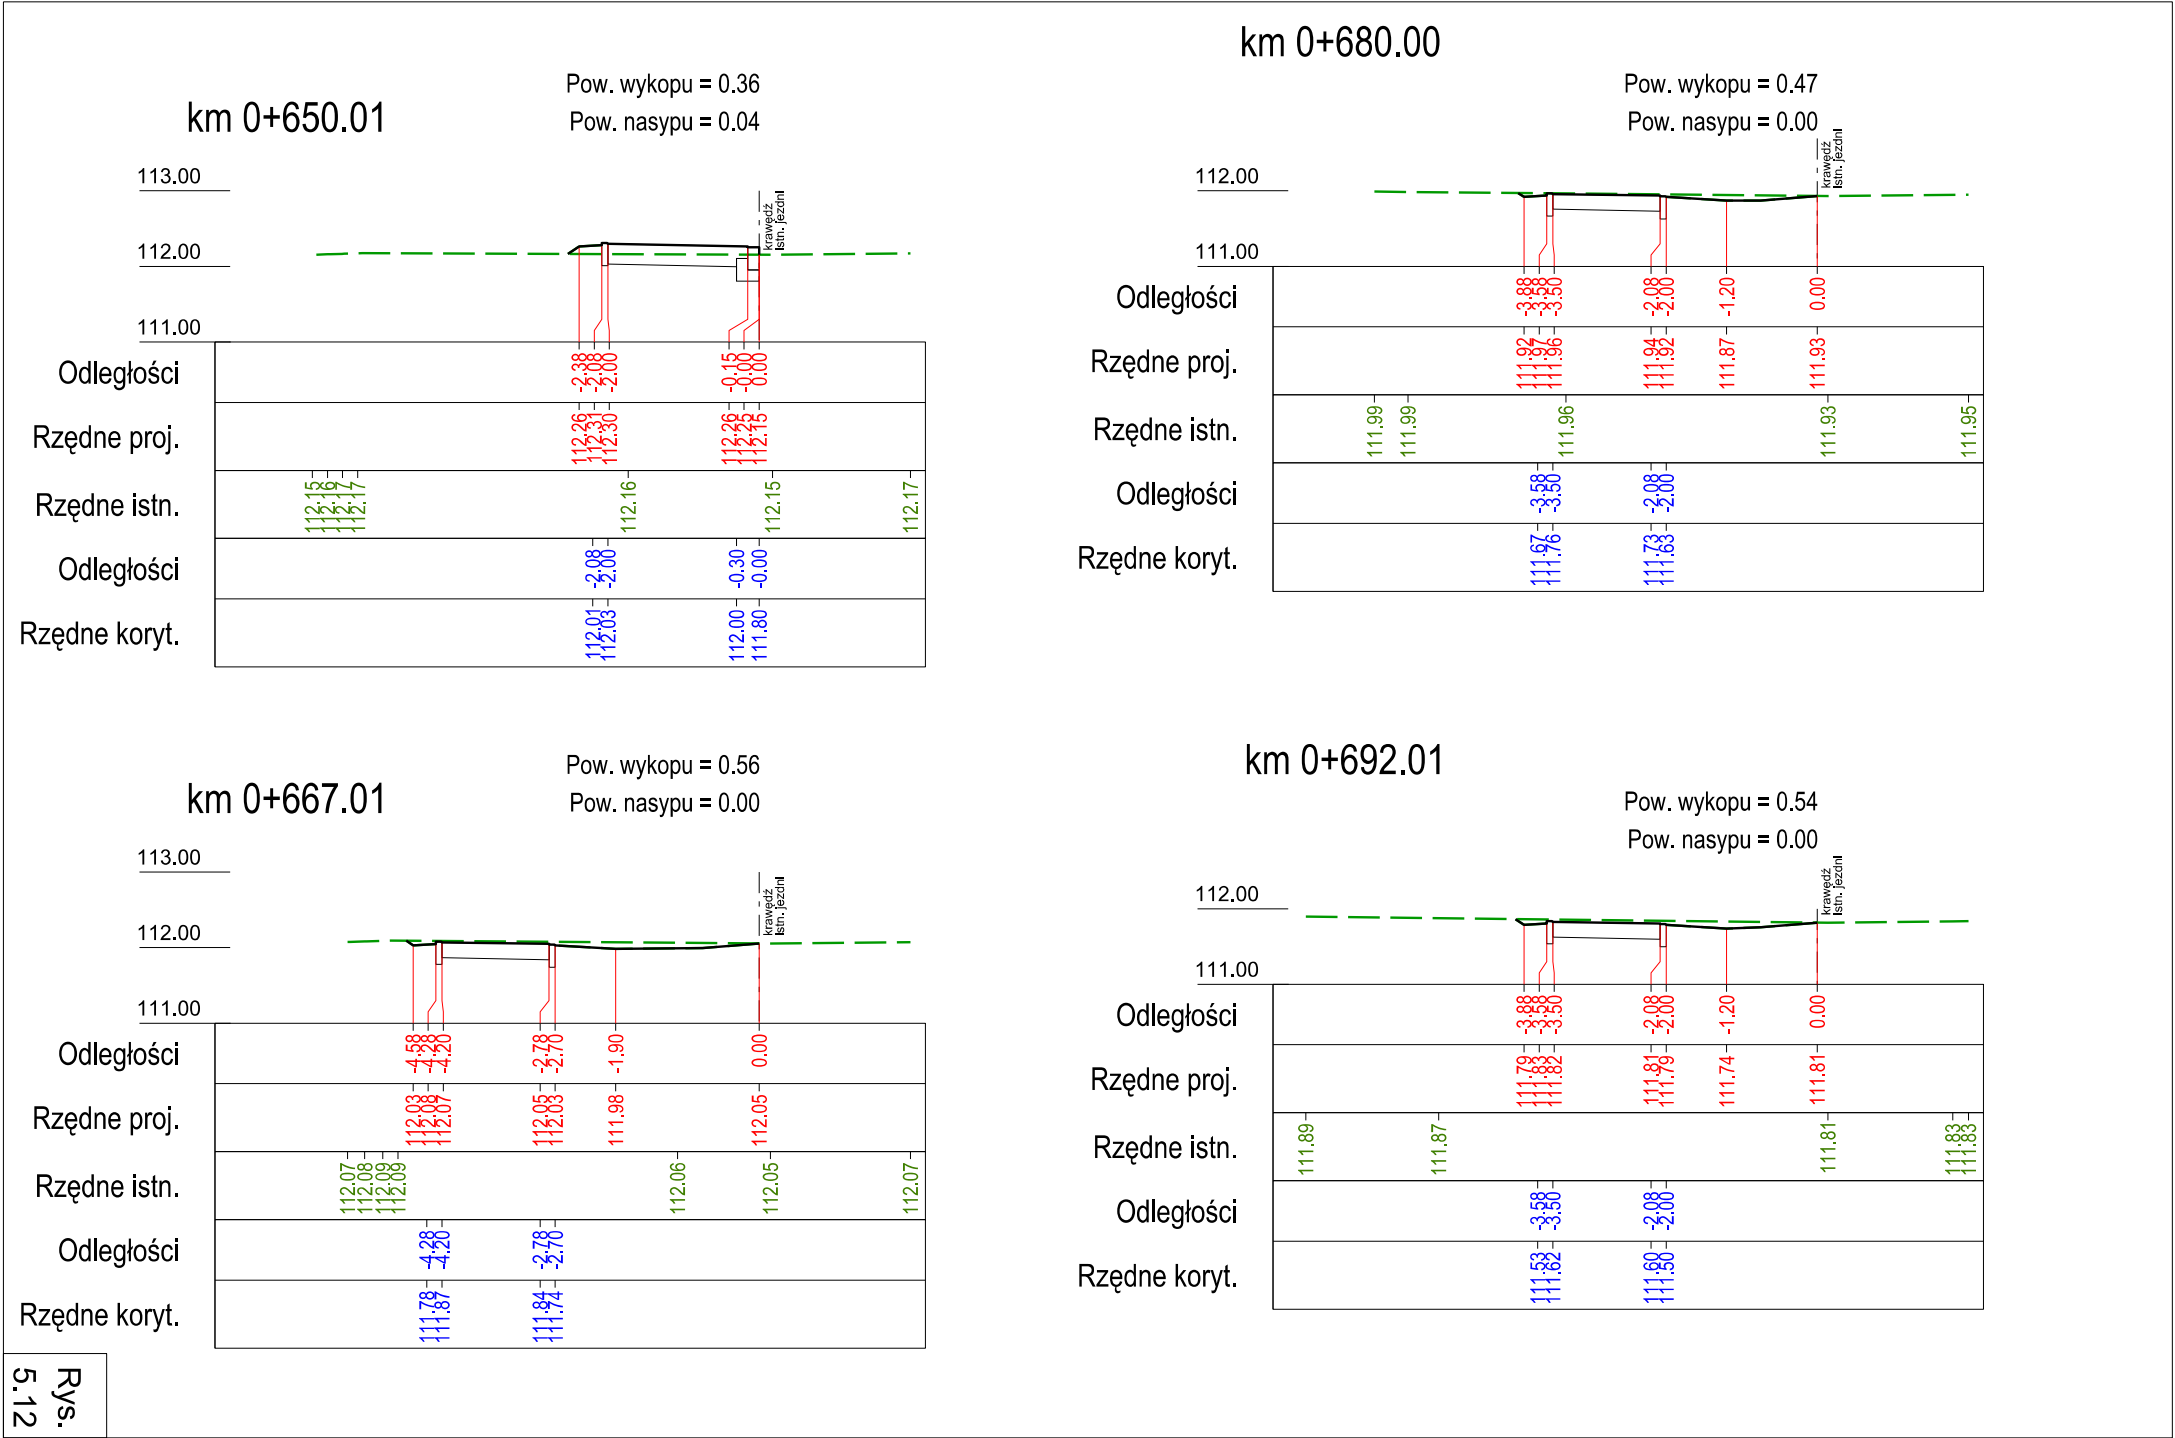 km 0+650.01
Pow. wykopu = 0.36
Pow. nasypu = 0.04
113.00
112.00
111.00
krawędź
istn. jezdni
Odległości
-2.38 -2.08 -2.00 -0.15 -0.00 0.00
Rzędne proj.
112.26 112.31 112.30 112.26 112.25 112.15
Rzędne istn.
112.15 112.16 112.17 112.17 112.16 112.15 112.17
Odległości
-2.08 -2.00 -0.30 -0.00
Rzędne koryt.
112.01 112.03 112.00 111.80
km 0+680.00
Pow. wykopu = 0.47
Pow. nasypu = 0.00
112.00
111.00
krawędź
istn. jezdni
Odległości
-3.88 -3.58 -3.50 -2.08 -2.00 -1.20 0.00
Rzędne proj.
111.92 111.97 111.96 111.94 111.92 111.87 111.93
Rzędne istn.
111.99 111.99 111.96 111.93 111.95
Odległości
-3.58 -3.50 -2.08 -2.00
Rzędne koryt.
111.67 111.76 111.73 111.63
km 0+667.01
Pow. wykopu = 0.56
Pow. nasypu = 0.00
113.00
112.00
111.00
krawędź
istn. jezdni
Odległości
-4.58 -4.28 -4.20 -2.78 -2.70 -1.90 0.00
Rzędne proj.
112.03 112.08 112.07 112.05 112.03 111.98 112.05
Rzędne istn.
112.07 112.08 112.09 112.09 112.06 112.05 112.07
Odległości
-4.28 -4.20 -2.78 -2.70
Rzędne koryt.
111.78 111.87 111.84 111.74
km 0+692.01
Pow. wykopu = 0.54
Pow. nasypu = 0.00
112.00
111.00
krawędź
istn. jezdni
Odległości
-3.88 -3.58 -3.50 -2.08 -2.00 -1.20 0.00
Rzędne proj.
111.79 111.83 111.82 111.81 111.79 111.74 111.81
Rzędne istn.
111.89 111.87 111.81 111.83 111.83
Odległości
-3.58 -3.50 -2.08 -2.00
Rzędne koryt.
111.53 111.62 111.60 111.50
Rys.
5.12